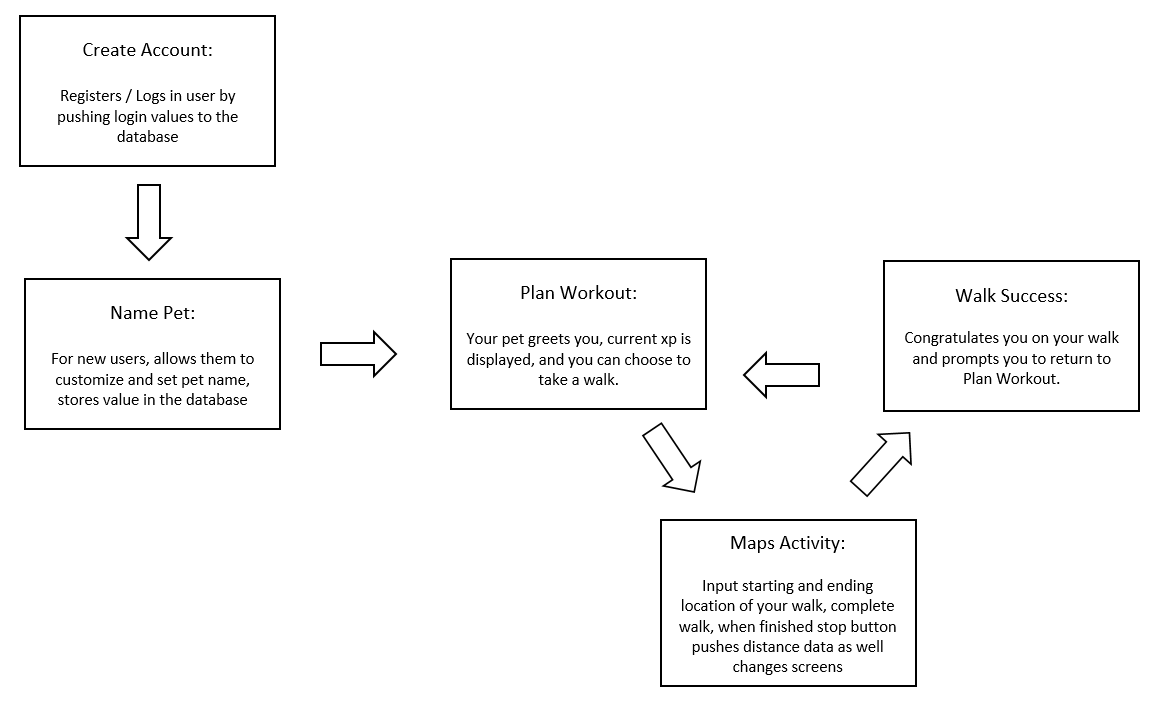 Create Account:
Registers / Logs in user by
pushing login values to the
database
Name Pet:
For new users, allows them to
customize and set pet name,
stores value in the database
Plan Workout:
Your pet greets you, current xp is
displayed, and you can choose to
take a walk.
Walk Success:
Congratulates you on your walk
and prompts you to return to
Plan Workout.
Maps Activity:
Input starting and ending
location of your walk, complete
walk, when finished stop button
pushes distance data as well
changes screens